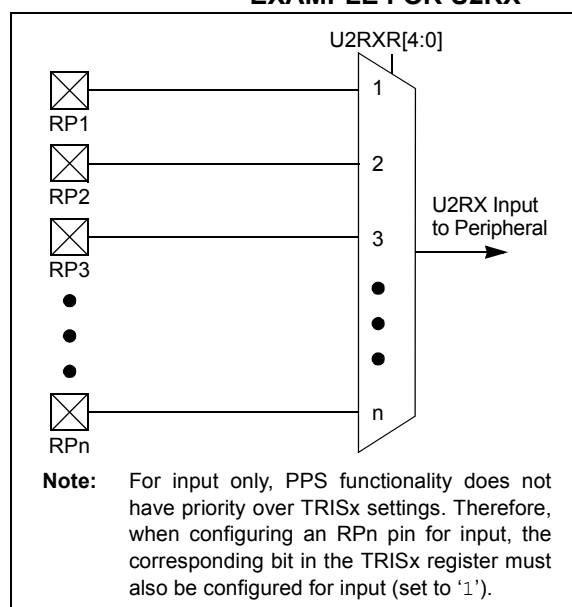 EXAMPLE FOR U2RX
U2RXR[4:0]
RP1
1
RP2
2
RP3
3
U2RX Input
to Peripheral
RPn
n
Note: For input only, PPS functionality does not
have priority over TRISx settings. Therefore,
when configuring an RPn pin for input, the
corresponding bit in the TRISx register must
also be configured for input (set to ‘1’).